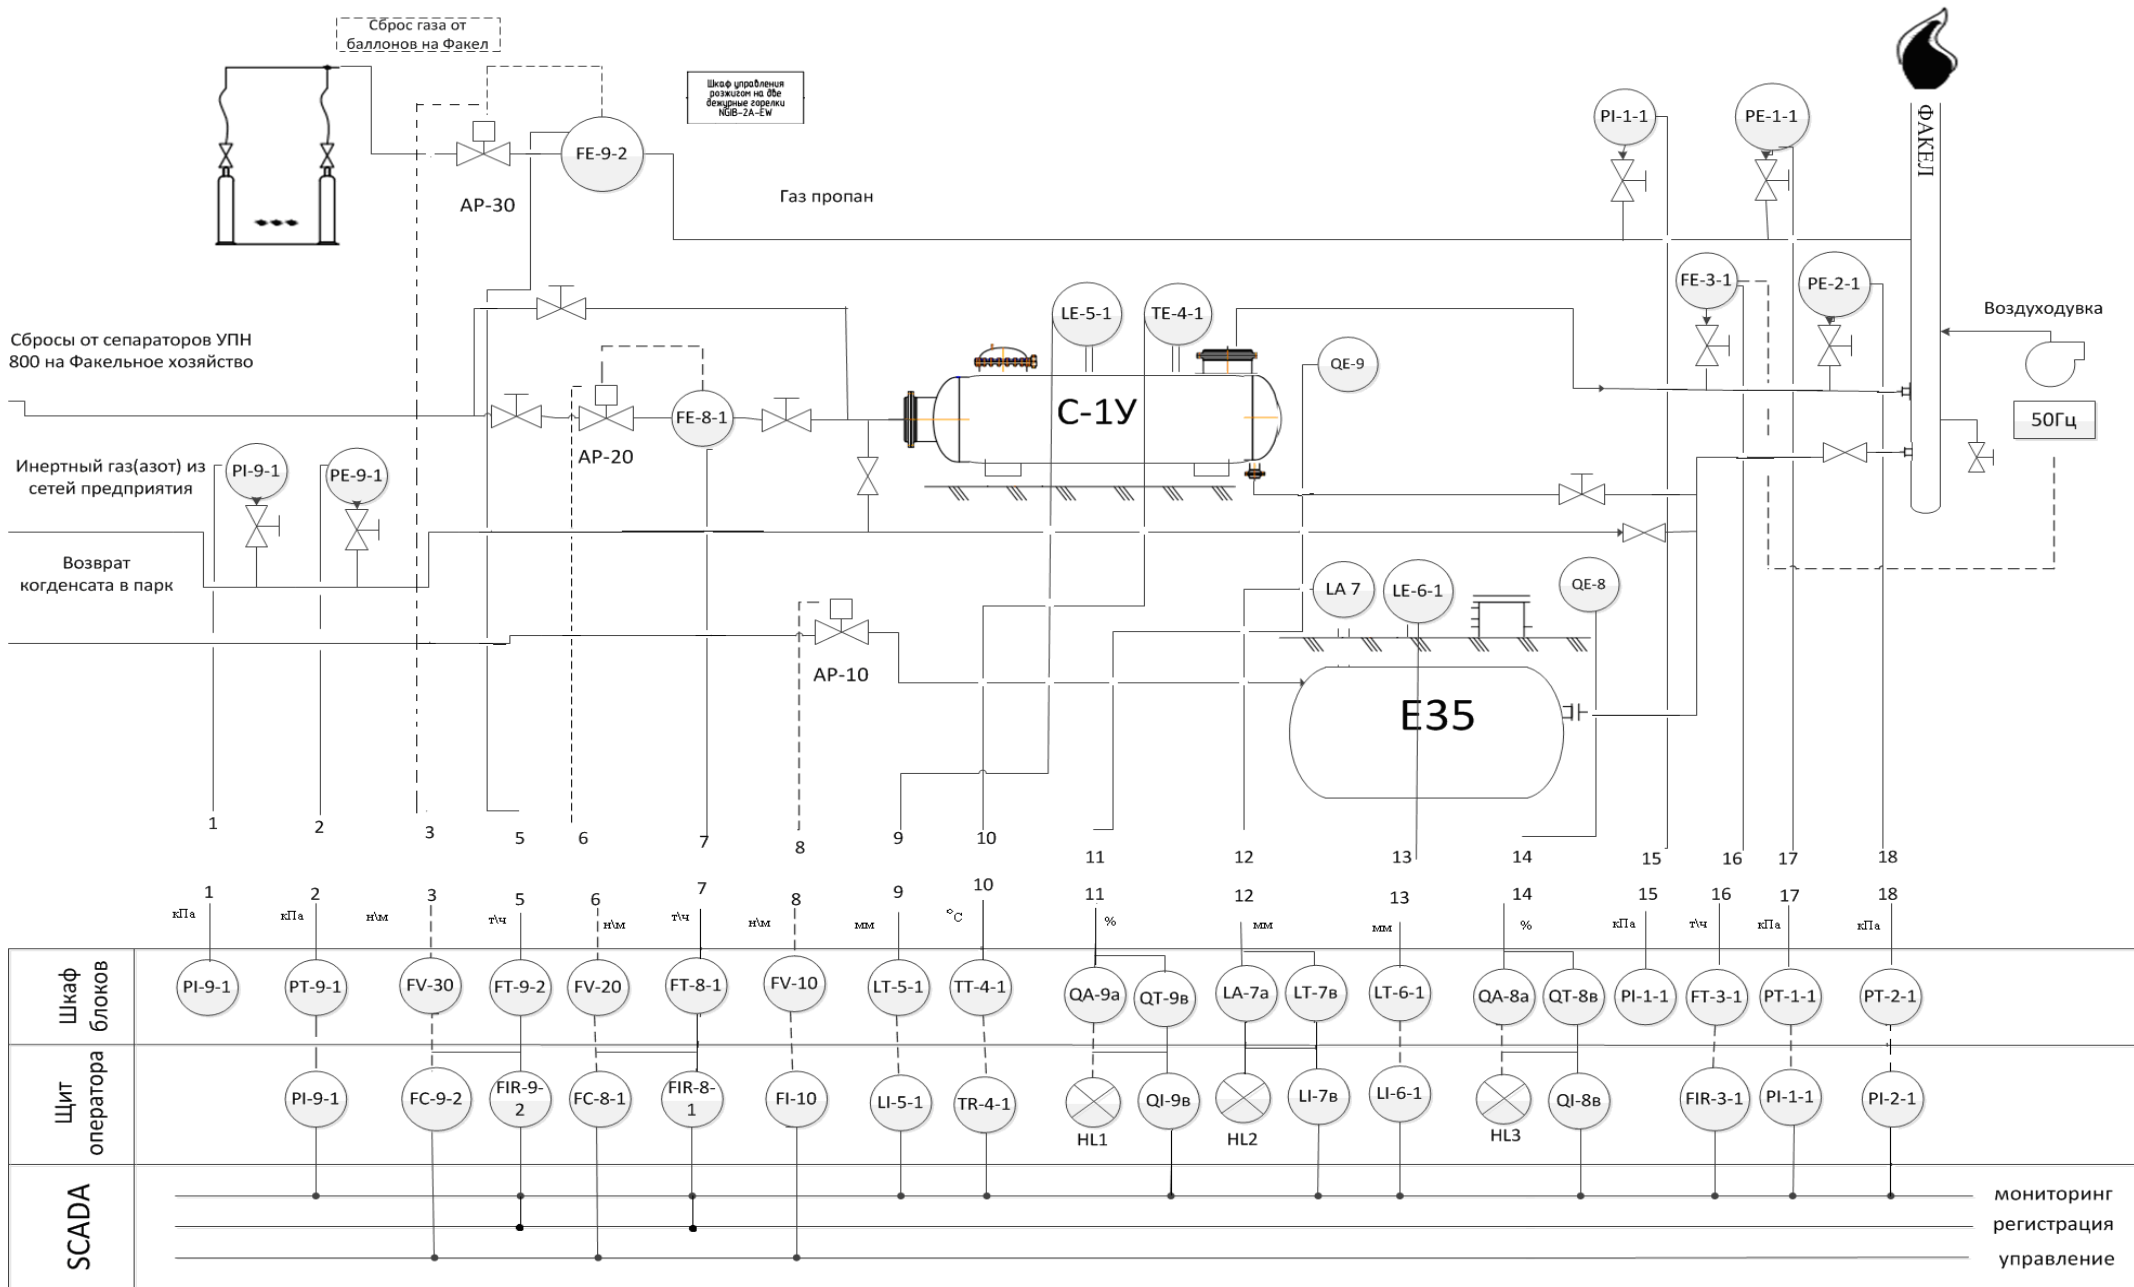 Сброс газа от
баллонов на Факел
Шкаф управления
розжигом на две
дежурные горелки
NGIB-2A-EW
FE-9-2
АР-30
Газ пропан
PI-1-1
PE-1-1
ФАКЕЛ
FE-3-1
PE-2-1
Воздуходувка
50Гц
Сбросы от сепараторов УПН
800 на Факельное хозяйство
LE-5-1
TE-4-1
QE-9
С-1У
FE-8-1
АР-20
Инертный газ(азот) из
сетей предприятия
PI-9-1
PE-9-1
Возврат
когденсата в парк
АР-10
LA 7
LE-6-1
QE-8
Е35
1
2
3
5
6
7
8
9
10
11
12
13
14
15
16
17
18
1
2
3
5
6
7
8
9
10
11
12
13
14
15
16
17
18
кПа
кПа
н\м
т\ч
н\м
т\ч
н\м
мм
°С
%
мм
мм
%
кПа
т\ч
кПа
кПа
Шкаф
блоков
PI-9-1
PT-9-1
FV-30
FT-9-2
FV-20
FT-8-1
FV-10
LT-5-1
TT-4-1
QA-9а
QT-9в
LA-7а
LT-7в
LT-6-1
QA-8а
QT-8в
PI-1-1
FT-3-1
PT-1-1
PT-2-1
Щит
оператора
PI-9-1
FC-9-2
FIR-9-
2
FC-8-1
FIR-8-
1
FI-10
LI-5-1
TR-4-1
HL1
QI-9в
HL2
LI-7в
LI-6-1
HL3
QI-8в
FIR-3-1
PI-1-1
PI-2-1
SCADA
мониторинг
регистрация
управление